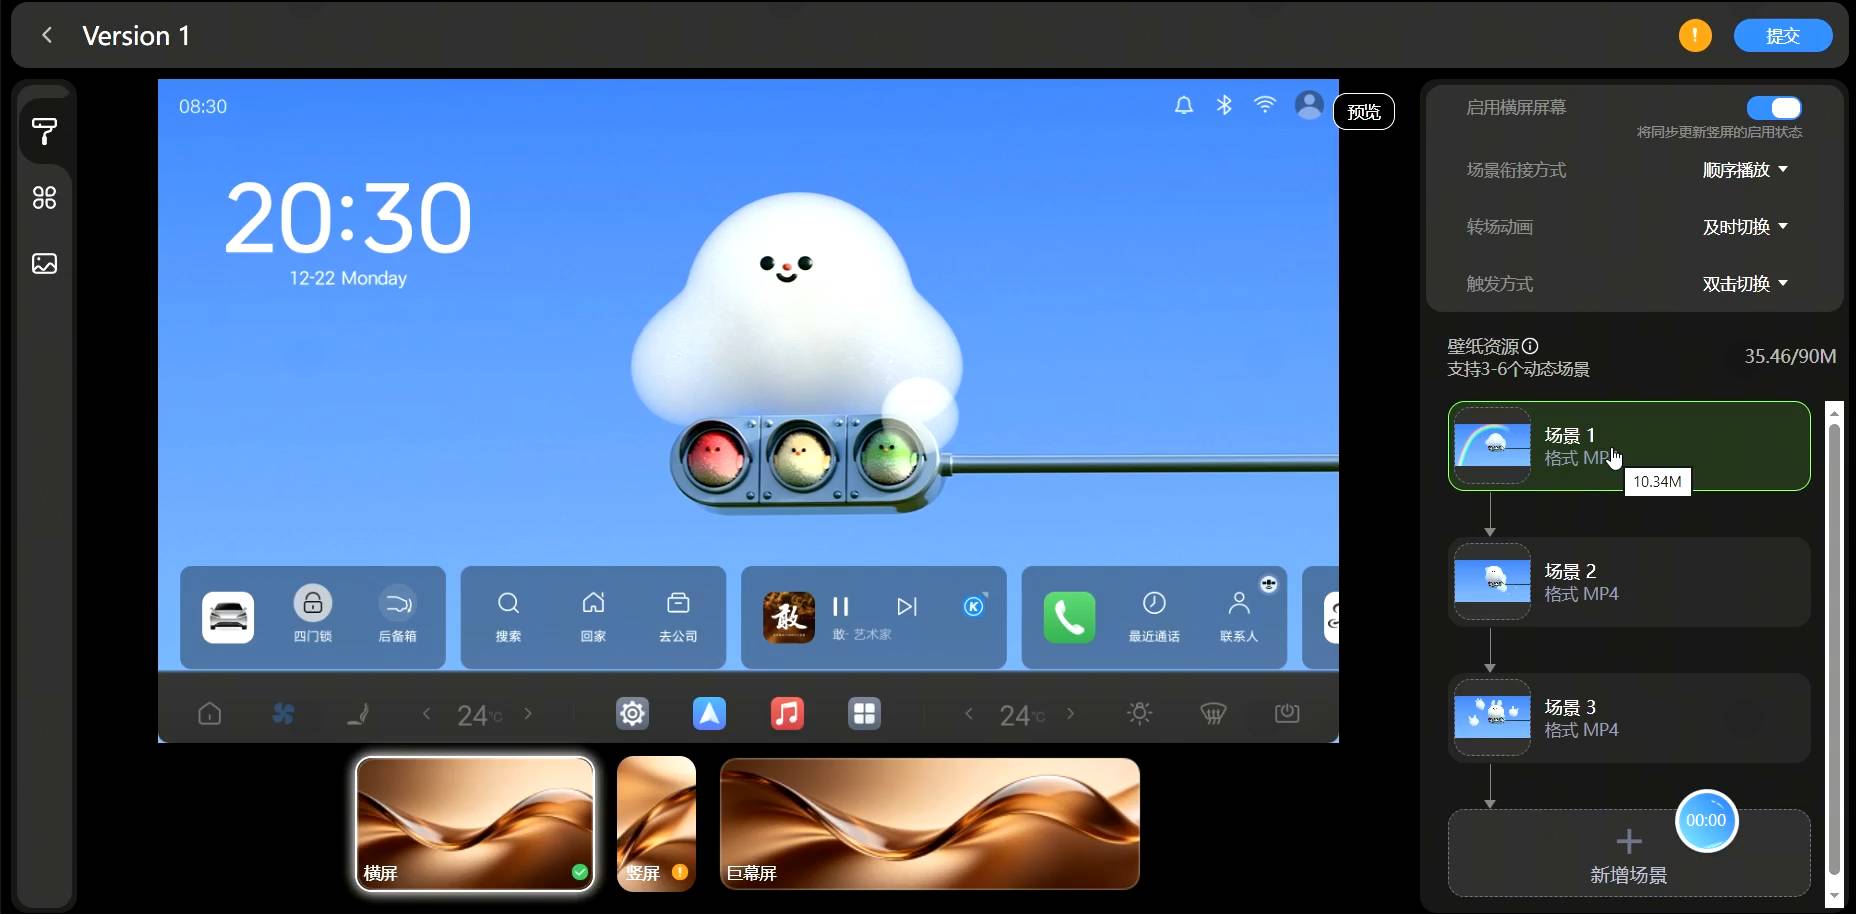 Version 1
提交
08:30
预览
20:30
12-22 Monday
四门锁
后备箱
搜索
回家
去公司
敢
敢- 艺术家
K
最近通话
联系人
24°C
24°C
横屏
竖屏
巨幕屏
启用横屏屏幕
将同步更新竖屏的启用状态
场景衔接方式
顺序播放
转场动画
及时切换
触发方式
双击切换
壁纸资源
35.46/90M
支持3-6个动态场景
场景 1
格式 MP
10.34M
场景 2
格式 MP4
场景 3
格式 MP4
00:00
新增场景